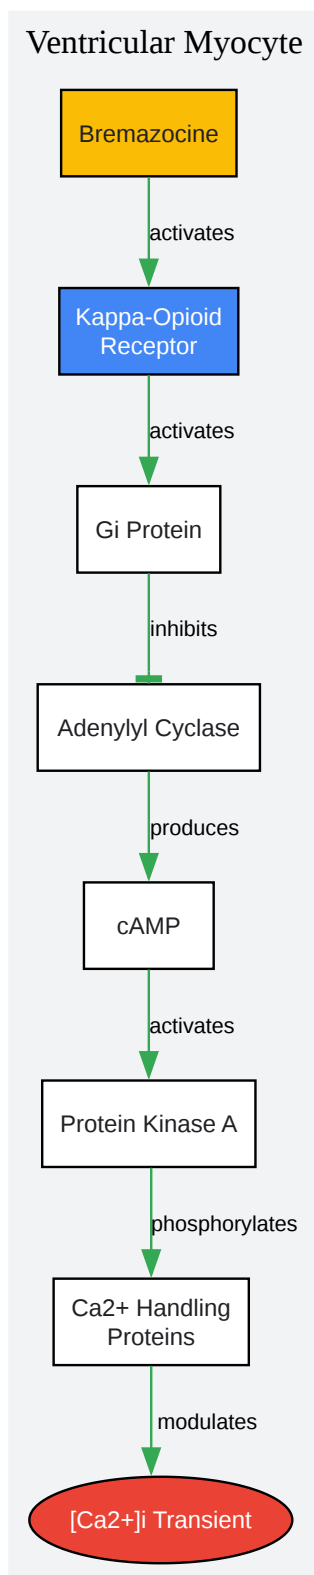 Ventricular Myocyte
Bremazocine
activates
Kappa-Opioid
Receptor
activates
Gi Protein
inhibits
Adenylyl Cyclase
produces
cAMP
activates
Protein Kinase A
phosphorylates
Ca2+ Handling
Proteins
modulates
[Ca2+]i Transient